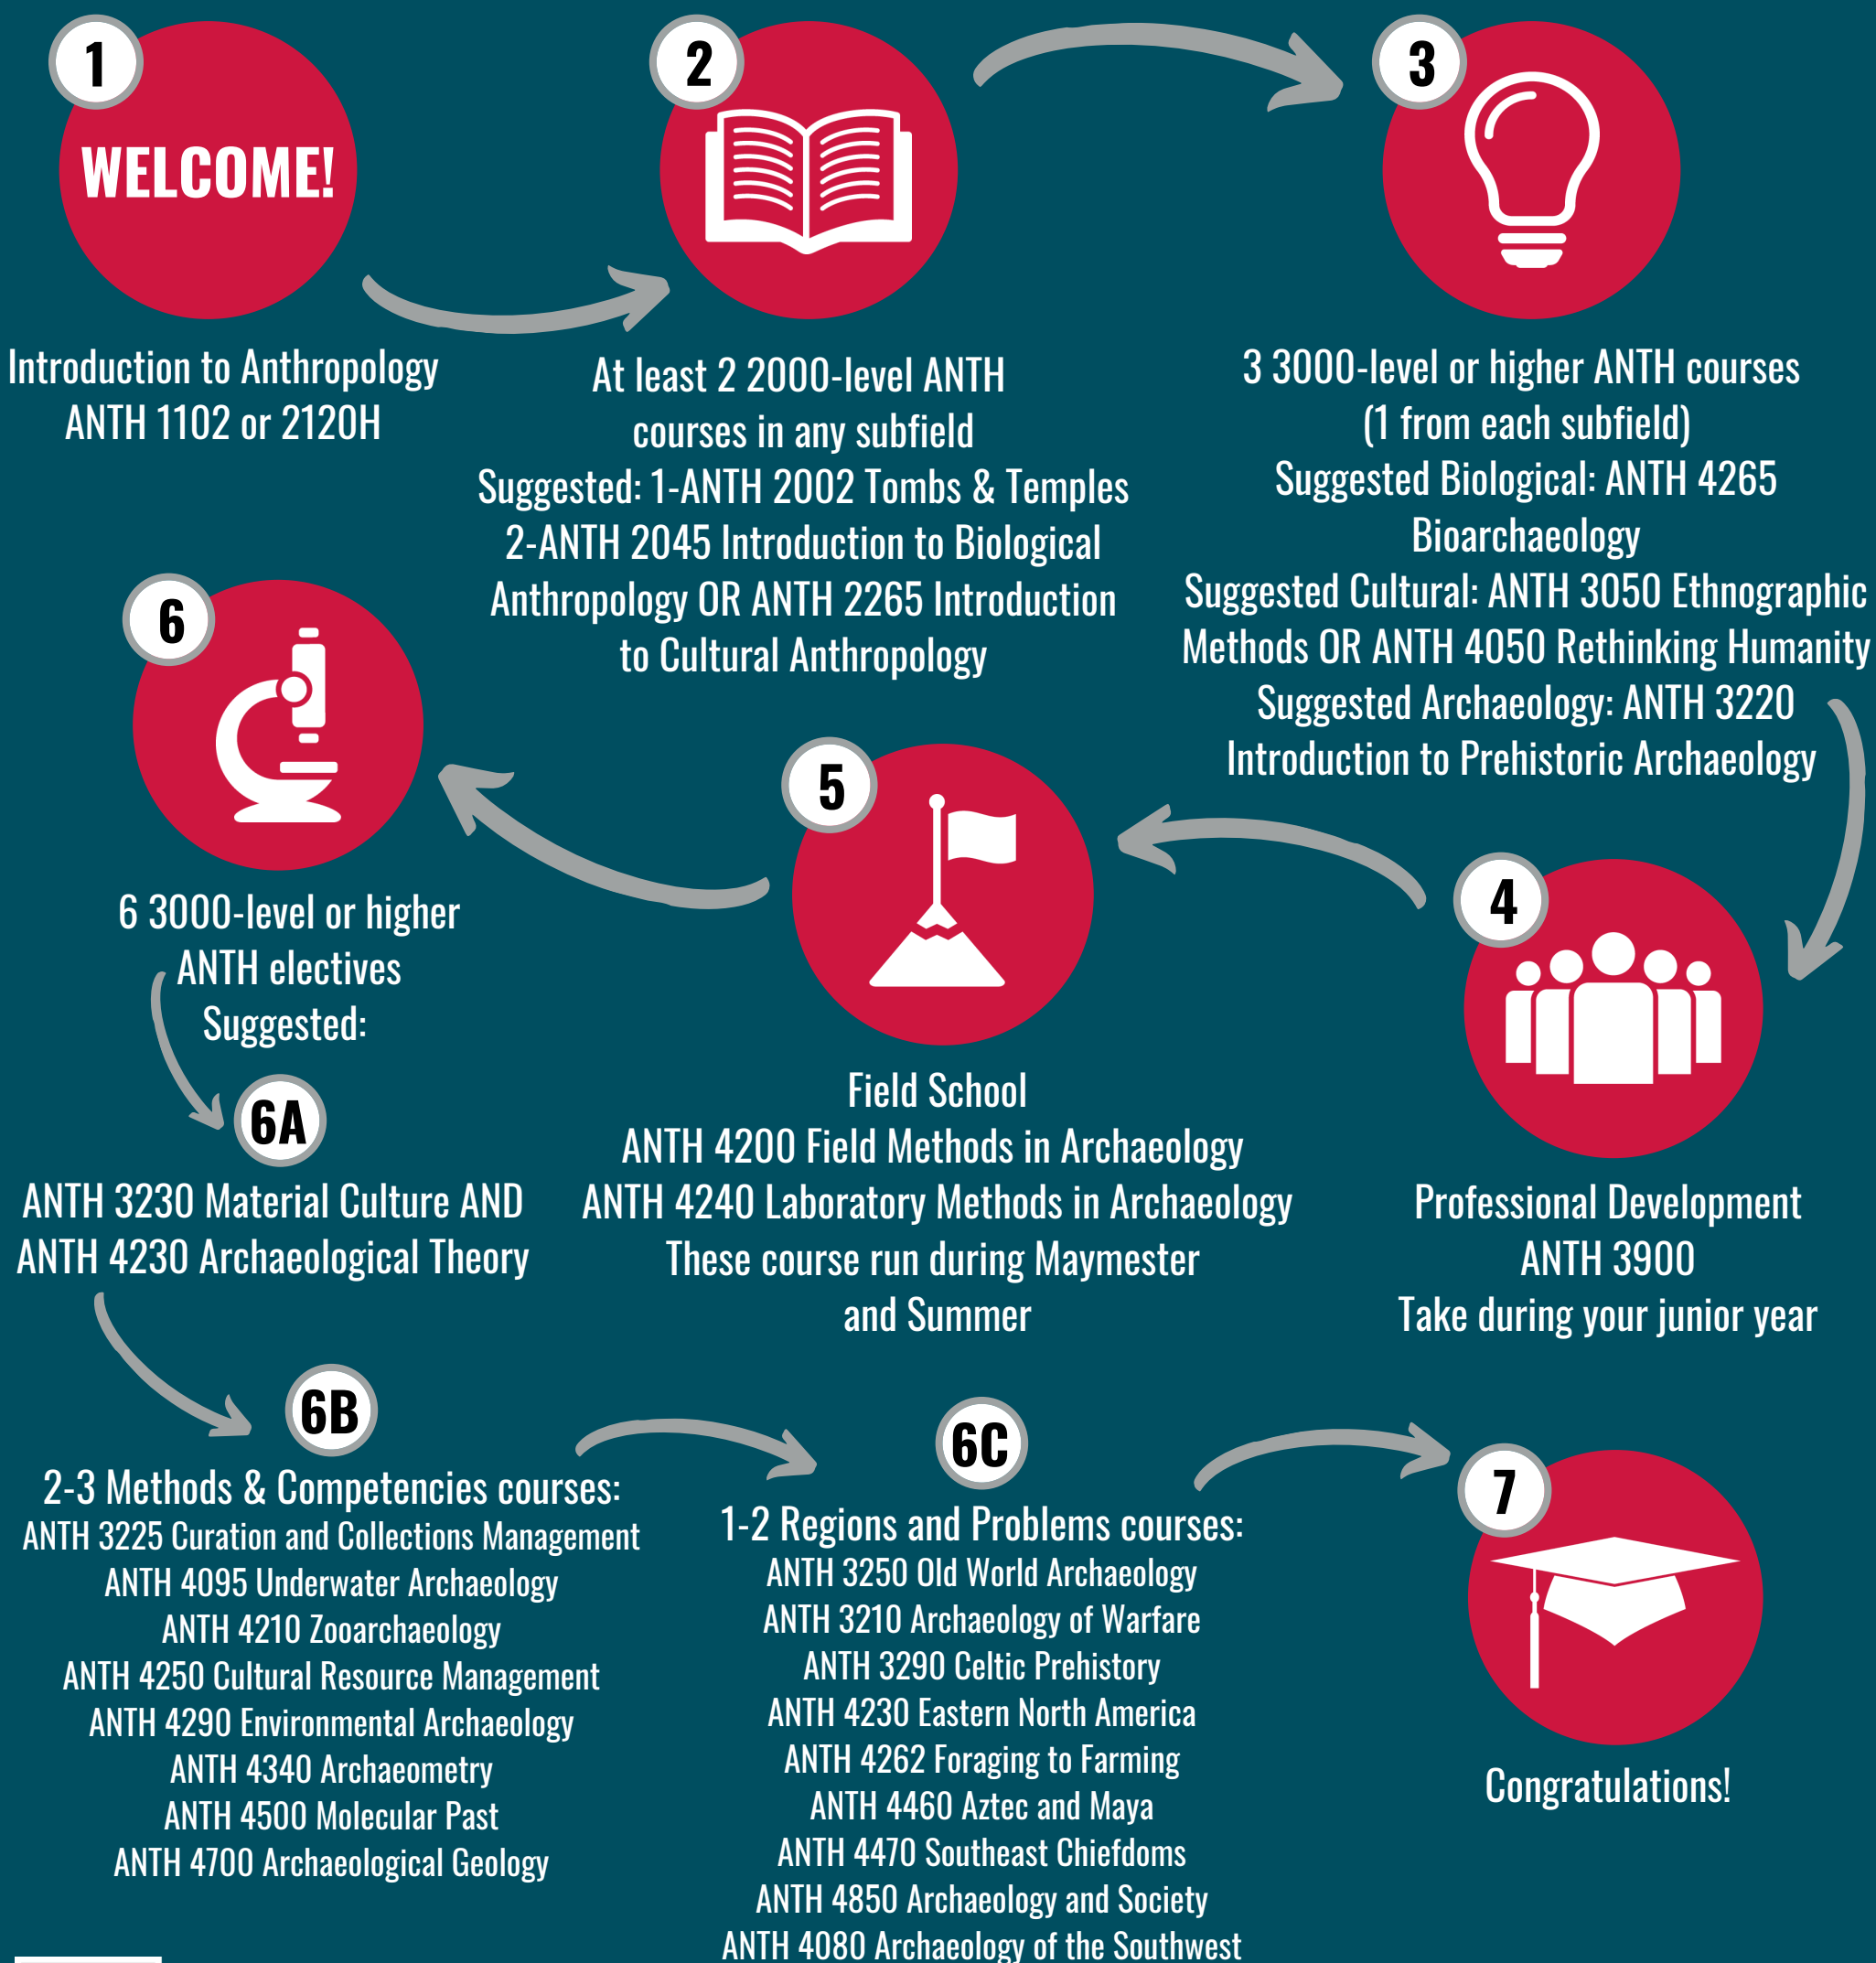 1
WELCOME!
Introduction to Anthropology
ANTH 1102 or 2120H
2
At least 2 2000-level ANTH
courses in any subfield
Suggested: 1-ANTH 2002 Tombs & Temples
2-ANTH 2045 Introduction to Biological
Anthropology OR ANTH 2265 Introduction
to Cultural Anthropology
3
3 3000-level or higher ANTH courses
(1 from each subfield)
Suggested Biological: ANTH 4265
Bioarchaeology
Suggested Cultural: ANTH 3050 Ethnographic
Methods OR ANTH 4050 Rethinking Humanity
Suggested Archaeology: ANTH 3220
Introduction to Prehistoric Archaeology
4
Professional Development
ANTH 3900
Take during your junior year
5
Field School
ANTH 4200 Field Methods in Archaeology
ANTH 4240 Laboratory Methods in Archaeology
These course run during Maymester
and Summer
6
6 3000-level or higher
ANTH electives
Suggested:
6A
ANTH 3230 Material Culture AND
ANTH 4230 Archaeological Theory
6B
2-3 Methods & Competencies courses:
ANTH 3225 Curation and Collections Management
ANTH 4095 Underwater Archaeology
ANTH 4210 Zooarchaeology
ANTH 4250 Cultural Resource Management
ANTH 4290 Environmental Archaeology
ANTH 4340 Archaeometry
ANTH 4500 Molecular Past
ANTH 4700 Archaeological Geology
6C
1-2 Regions and Problems courses:
ANTH 3250 Old World Archaeology
ANTH 3210 Archaeology of Warfare
ANTH 3290 Celtic Prehistory
ANTH 4230 Eastern North America
ANTH 4262 Foraging to Farming
ANTH 4460 Aztec and Maya
ANTH 4470 Southeast Chiefdoms
ANTH 4850 Archaeology and Society
ANTH 4080 Archaeology of the Southwest
7
Congratulations!